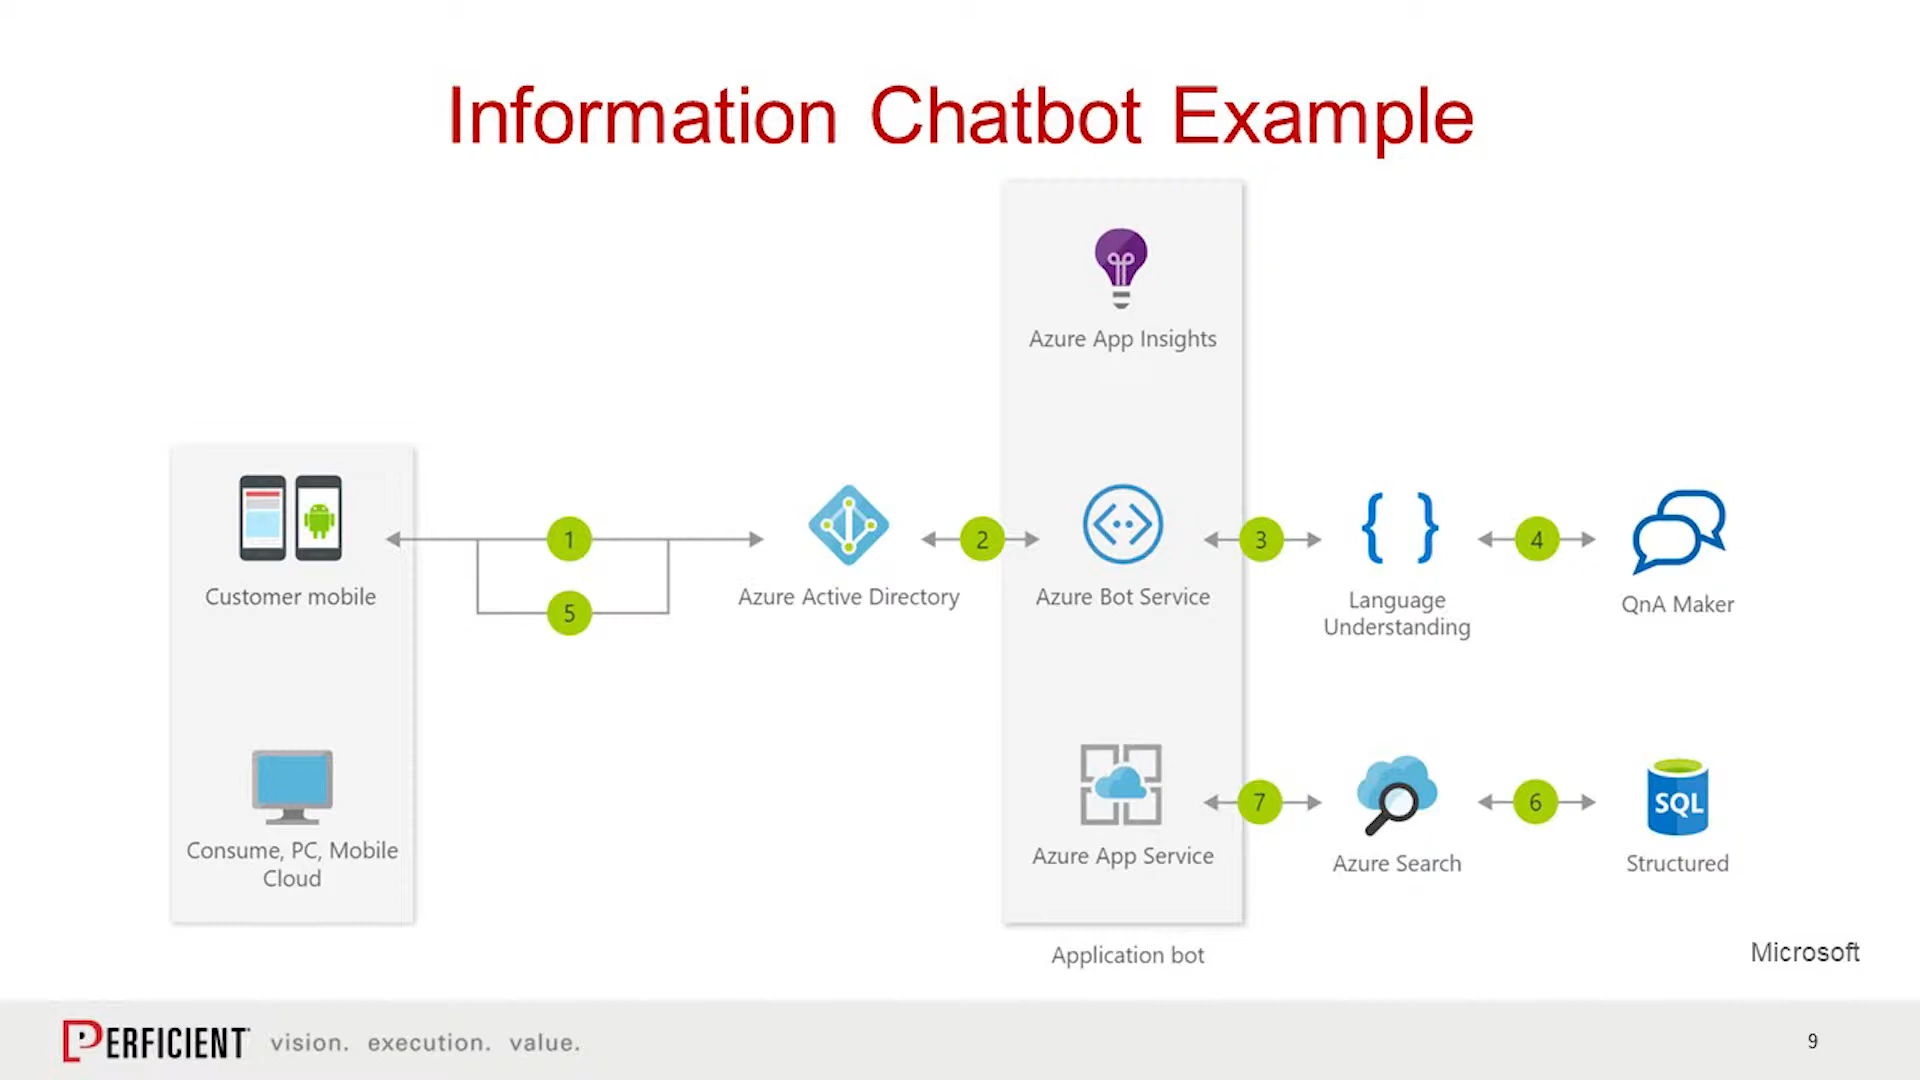 Information Chatbot Example
Azure App Insights
1
2
3
4
Customer mobile
Azure Active Directory
Azure Bot Service
Language
Understanding
QnA Maker
5
Consume, PC, Mobile
Cloud
Azure App Service
7
Azure Search
6
SQL
Structured
Application bot
Microsoft
PERFICIENT vision. execution. value.
9